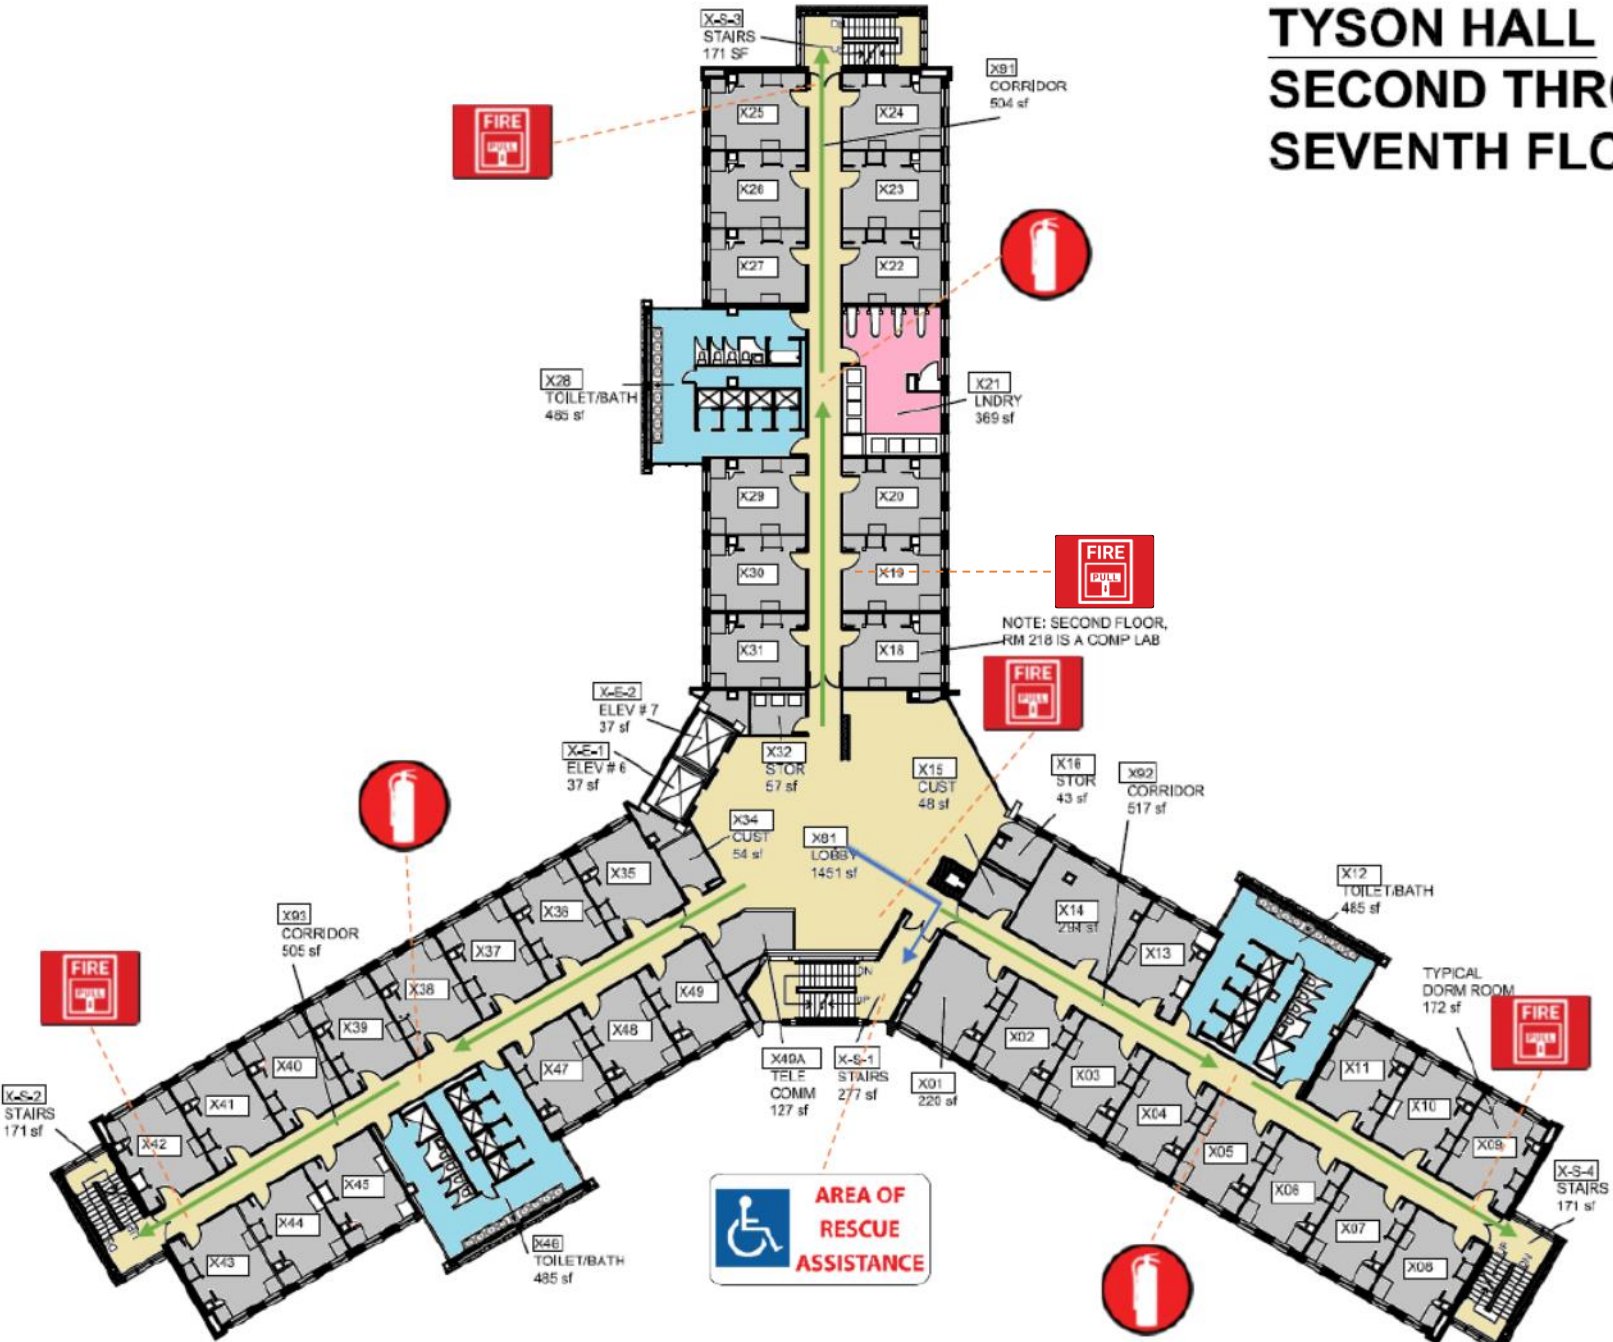 TYSON HALL
SECOND THRO
SEVENTH FLO
X-S-3
STAIRS
171 SF
X91
CORRIDOR
504 sf
FIRE
PULL
X25
X24
X26
X23
X27
X22
X28
TOILET/BATH
485 sf
X21
LNDRY
369 sf
X29
X20
X30
X19
FIRE
PULL
NOTE: SECOND FLOOR,
RM 218 IS A COMP LAB
X31
X18
FIRE
PULL
X-E-2
ELEV # 7
37 sf
X-E-1
ELEV # 6
37 sf
X32
STOR
57 sf
X15
CUST
48 sf
X16
STOR
43 sf
X92
CORRIDOR
517 sf
X34
CUST
54 sf
X81
LOBBY
1451 sf
X35
X36
X37
X38
X39
X40
X41
X42
X93
CORRIDOR
505 sf
FIRE
PULL
X-S-2
STAIRS
171 sf
X49
X48
X47
X45
X44
X43
X46
TOILET/BATH
485 sf
DN
UP
X49A
TELE
COMM
127 sf
X-S-1
STAIRS
277 sf
X01
220 sf
X14
294 sf
X13
X12
TOILET/BATH
485 sf
TYPICAL
DORM ROOM
172 sf
FIRE
PULL
X02
X03
X04
X05
X06
X07
X08
X11
X10
X09
X-S-4
STAIRS
171 sf
AREA OF
RESCUE
ASSISTANCE